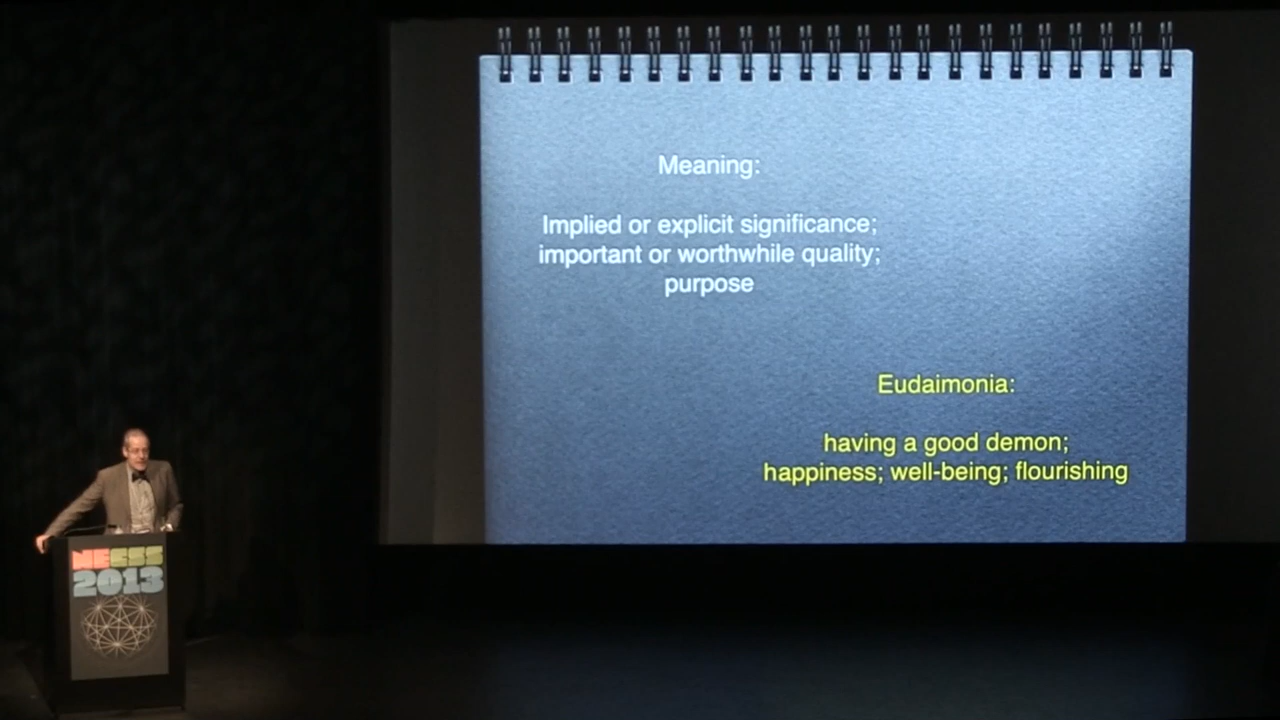 Meaning:
Implied or explicit significance;
important or worthwhile quality;
purpose
Eudaimonia:
having a good demon;
happiness; well-being; flourishing
NECSS
2013